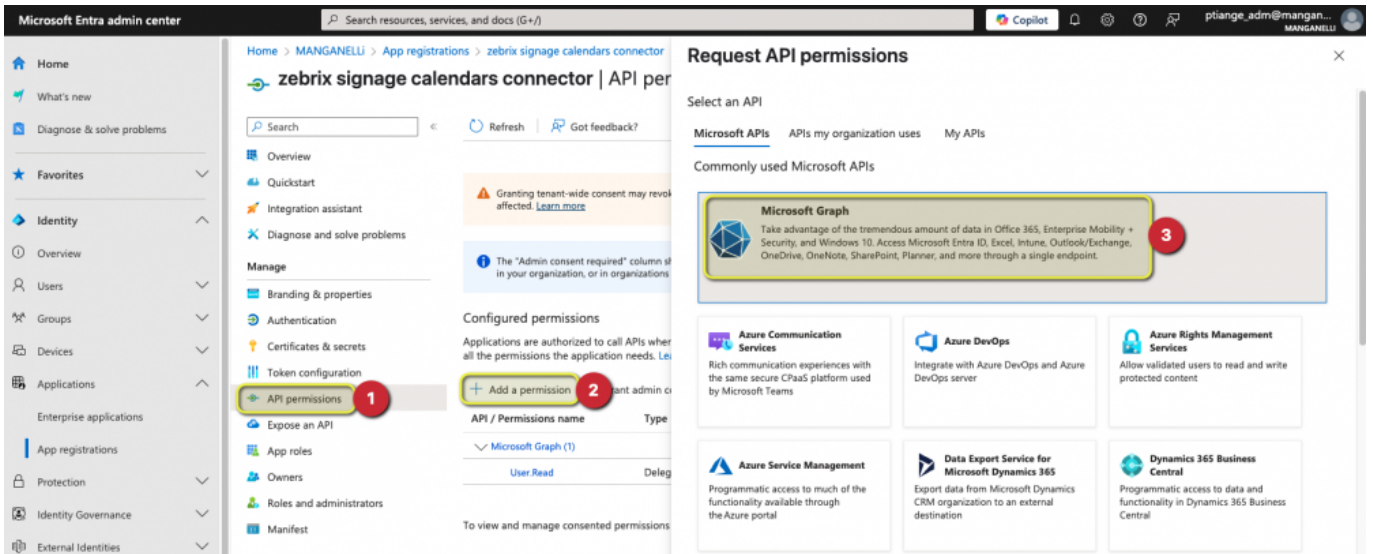 Microsoft Entra admin center
Search resources, services, and docs (G+/)
Copilot
ptiange_adm@mangan...
MANGANELLI
Home
What's new
Diagnose & solve problems
Favorites
Identity
Overview
Users
Groups
Devices
Applications
Enterprise applications
App registrations
Protection
Identity Governance
External Identities
Home > MANGANELLI > App registrations > zebrix signage calendars connector
zebrix signage calendars connector | API per
Search
Overview
Quickstart
Integration assistant
Diagnose and solve problems
Manage
Branding & properties
Authentication
Certificates & secrets
Token configuration
API permissions
1
Expose an API
App roles
Owners
Roles and administrators
Manifest
Refresh
Got feedback?
Granting tenant-wide consent may revok
affected. Learn more
The "Admin consent required" column sh
in your organization, or in organizations
Configured permissions
Applications are authorized to call APIs wher
all the permissions the application needs. Lea
Add a permission
2
ant admin co
API / Permissions name
Type
Microsoft Graph (1)
User.Read
Deleg
To view and manage consented permissions
Request API permissions
Select an API
Microsoft APIs
APIs my organization uses
My APIs
Commonly used Microsoft APIs
Microsoft Graph
Take advantage of the tremendous amount of data in Office 365, Enterprise Mobility +
Security, and Windows 10. Access Microsoft Entra ID, Excel, Intune, Outlook/Exchange,
OneDrive, OneNote, SharePoint, Planner, and more through a single endpoint.
3
Azure Communication
Services
Rich communication experiences with
the same secure CPaaS platform used
by Microsoft Teams
Azure DevOps
Integrate with Azure DevOps and Azure
DevOps server
Azure Rights Management
Services
Allow validated users to read and write
protected content
Azure Service Management
Programmatic access to much of the
functionality available through
the Azure portal
Data Export Service for
Microsoft Dynamics 365
Export data from Microsoft Dynamics
CRM organization to an external
destination
Dynamics 365 Business
Central
Programmatic access to data and
functionality in Dynamics 365 Business
Central